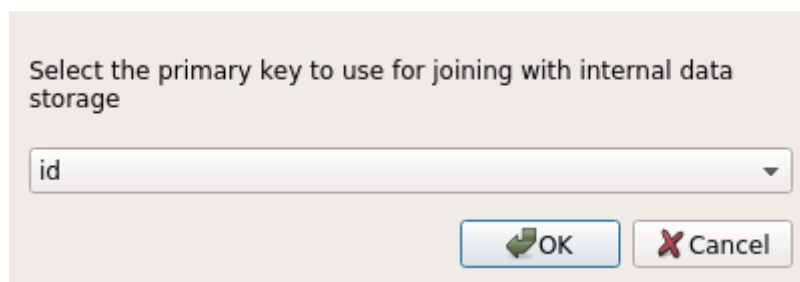 Select the primary key to use for joining with internal data
storage
id
OK
Cancel